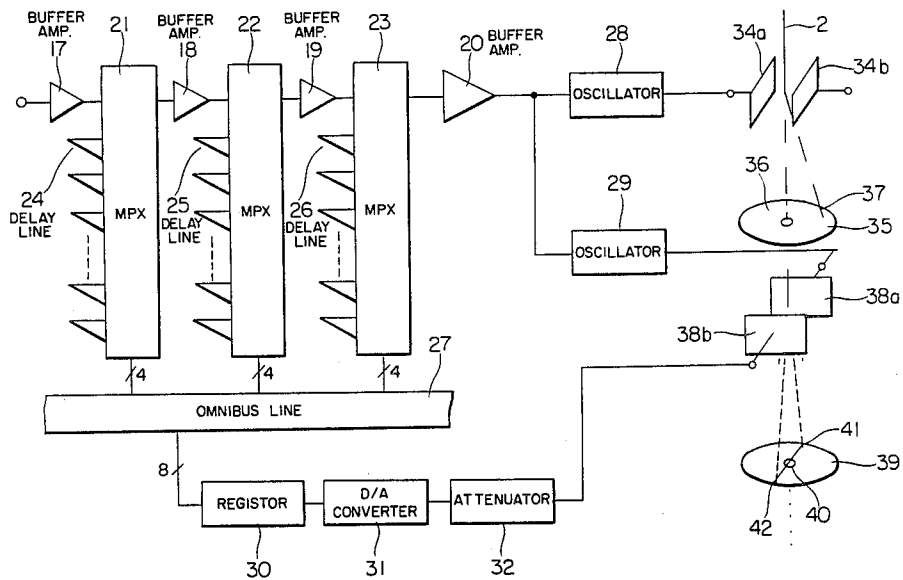 BUFFER AMP. 17
21
BUFFER AMP. 18
22
BUFFER AMP. 19
23
20 BUFFER AMP.
28
OSCILLATOR
34a
2
34b
24
DELAY LINE
MPX
25
DELAY LINE
MPX
26
DELAY LINE
MPX
29
OSCILLATOR
36
37
35
38a
38b
4
4
4
27
OMNIBUS LINE
8
REGISTOR
30
D/A CONVERTER
31
ATTENUATOR
32
41
39
42
40